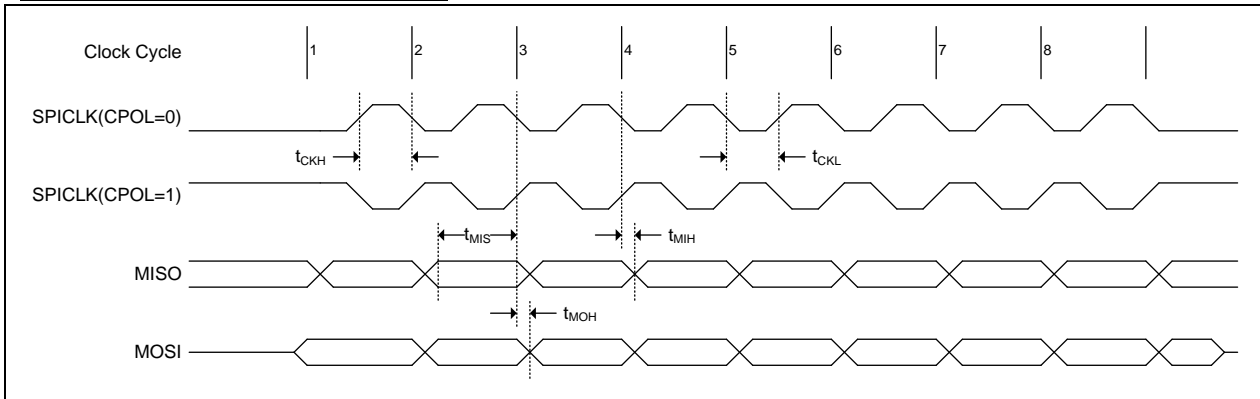 Clock Cycle 1 2 3 4 5 6 7 8
SPICLK(CPOL=0)
tCKH tCKL
SPICLK(CPOL=1)
tMIS tMIH
MISO
tMOH
MOSI